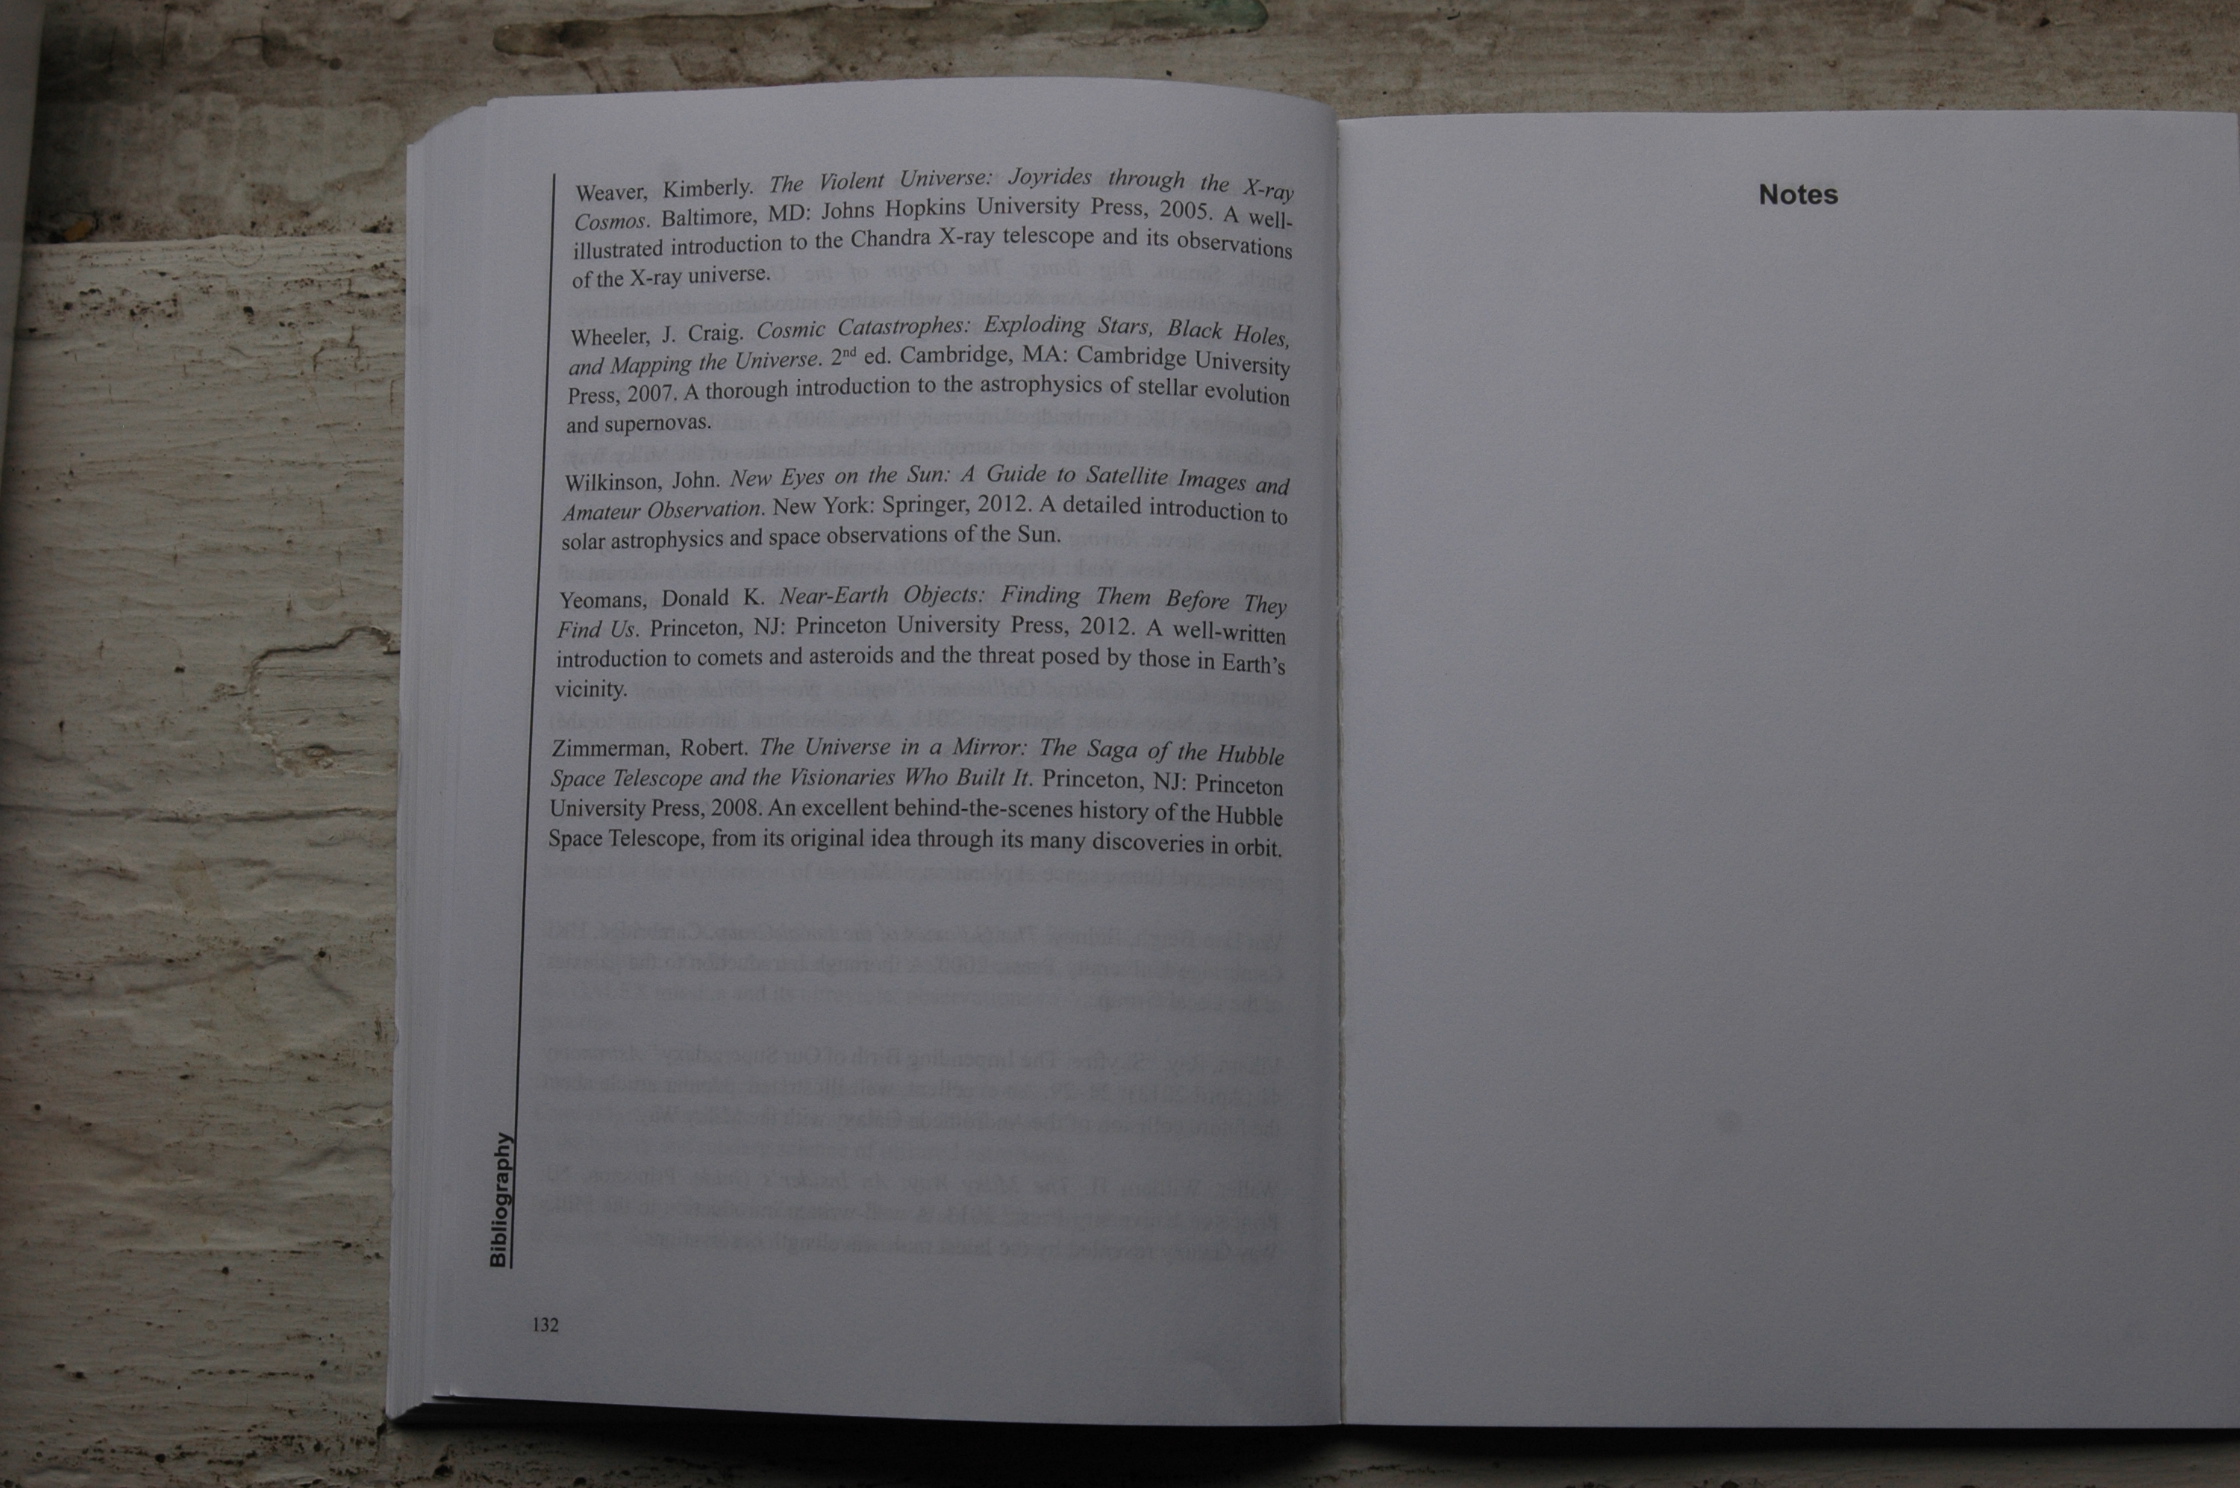 Weaver, Kimberly. The Violent Universe: Joyrides through the X-ray
Cosmos. Baltimore, MD: Johns Hopkins University Press, 2005. A well-
illustrated introduction to the Chandra X-ray telescope and its observations
of the X-ray universe.
Wheeler, J. Craig. Cosmic Catastrophes: Exploding Stars, Black Holes,
and Mapping the Universe. 2nd ed. Cambridge, MA: Cambridge University
Press, 2007. A thorough introduction to the astrophysics of stellar evolution
and supernovas.
Wilkinson, John. New Eyes on the Sun: A Guide to Satellite Images and
Amateur Observation. New York: Springer, 2012. A detailed introduction to
solar astrophysics and space observations of the Sun.
Yeomans, Donald K. Near-Earth Objects: Finding Them Before They
Find Us. Princeton, NJ: Princeton University Press, 2012. A well-written
introduction to comets and asteroids and the threat posed by those in Earth's
vicinity.
Zimmerman, Robert. The Universe in a Mirror: The Saga of the Hubble
Space Telescope and the Visionaries Who Built It. Princeton, NJ: Princeton
University Press, 2008. An excellent behind-the-scenes history of the Hubble
Space Telescope, from its original idea through its many discoveries in orbit.
Bibliography
132
Notes